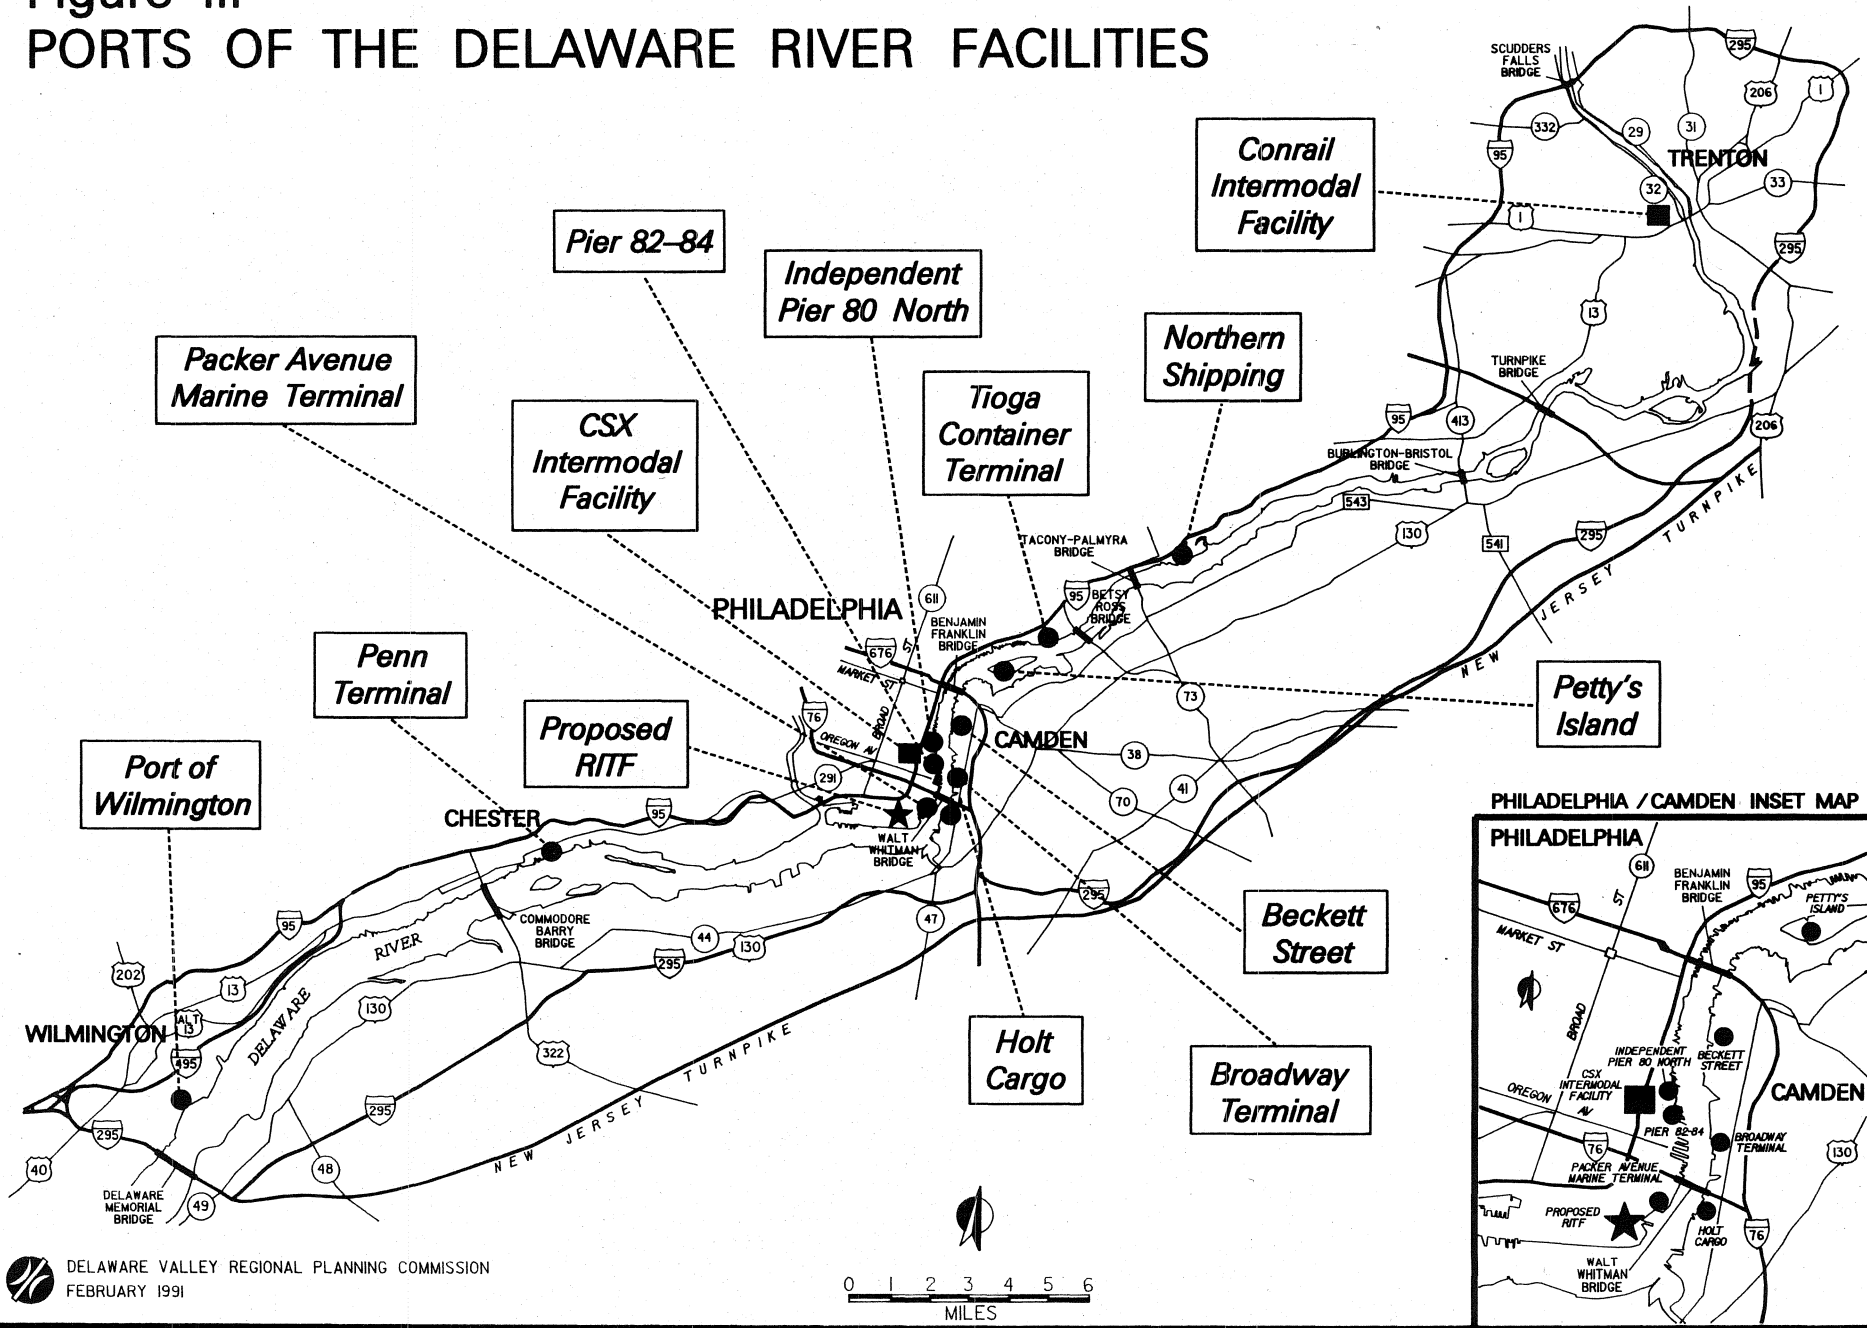 Figure III
PORTS OF THE DELAWARE RIVER FACILITIES
SCUDDERS
FALLS
BRIDGE
295
206
1
332
29
31
95
TRENTON
32
33
1
295
Conrail
Intermodal
Facility
Pier 82-84
Independent
Pier 80 North
Northern
Shipping
13
TURNPIKE
BRIDGE
Packer Avenue
Marine Terminal
CSX
Intermodal
Facility
Tioga
Container
Terminal
95
413
206
BURLINGTON-BRISTOL
BRIDGE
543
130
541
295
NEW JERSEY TURNPIKE
TACONY-PALMYRA
BRIDGE
95
BETSY
ROSS
BRIDGE
PHILADELPHIA
611
BENJAMIN
FRANKLIN
BRIDGE
676
ST
MARKET ST
BROAD
76
OREGON AV
291
CAMDEN
73
38
70
41
Penn
Terminal
Proposed
RITF
Petty's
Island
Port of
Wilmington
CHESTER
95
WALT
WHITMAN
BRIDGE
295
47
Beckett
Street
Holt
Cargo
Broadway
Terminal
95
RIVER
COMMODORE
BARRY
BRIDGE
44
130
295
202
13
ALT
13
DELAWARE
130
WILMINGTON
495
322
295
NEW JERSEY TURNPIKE
295
40
48
49
DELAWARE
MEMORIAL
BRIDGE
DELAWARE VALLEY REGIONAL PLANNING COMMISSION
FEBRUARY 1991
0 1 2 3 4 5 6
MILES
PHILADELPHIA / CAMDEN INSET MAP
PHILADELPHIA
611
BENJAMIN
FRANKLIN
BRIDGE
95
PETTY'S
ISLAND
676
ST
MARKET ST
BROAD
INDEPENDENT
PIER 80 NORTH
BECKETT
STREET
CSX
INTERMODAL
FACILITY
OREGON AV
CAMDEN
PIER 82-84
BROADWAY
TERMINAL
76
130
PACKER AVENUE
MARINE TERMINAL
PROPOSED
RITF
HOLT
CARGO
76
WALT
WHITMAN
BRIDGE